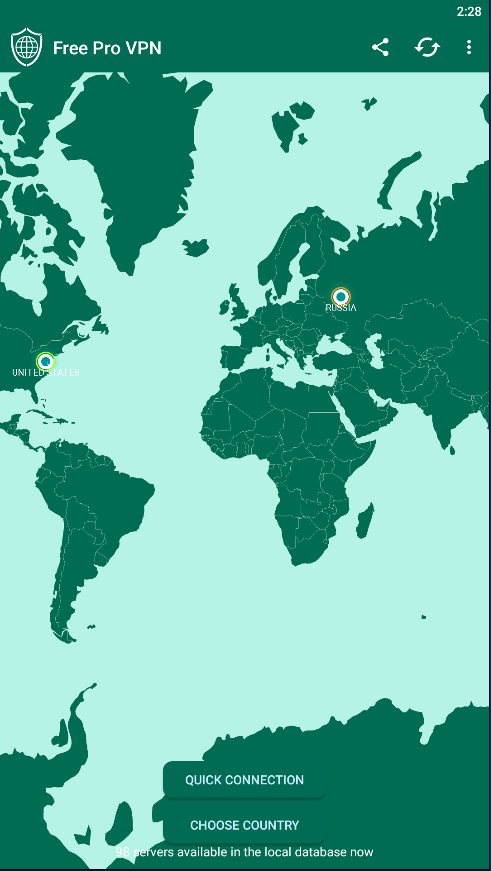 2:28
Free Pro VPN
RUSSIA
UNITED STATES
QUICK CONNECTION
CHOOSE COUNTRY
98 servers available in the local database now